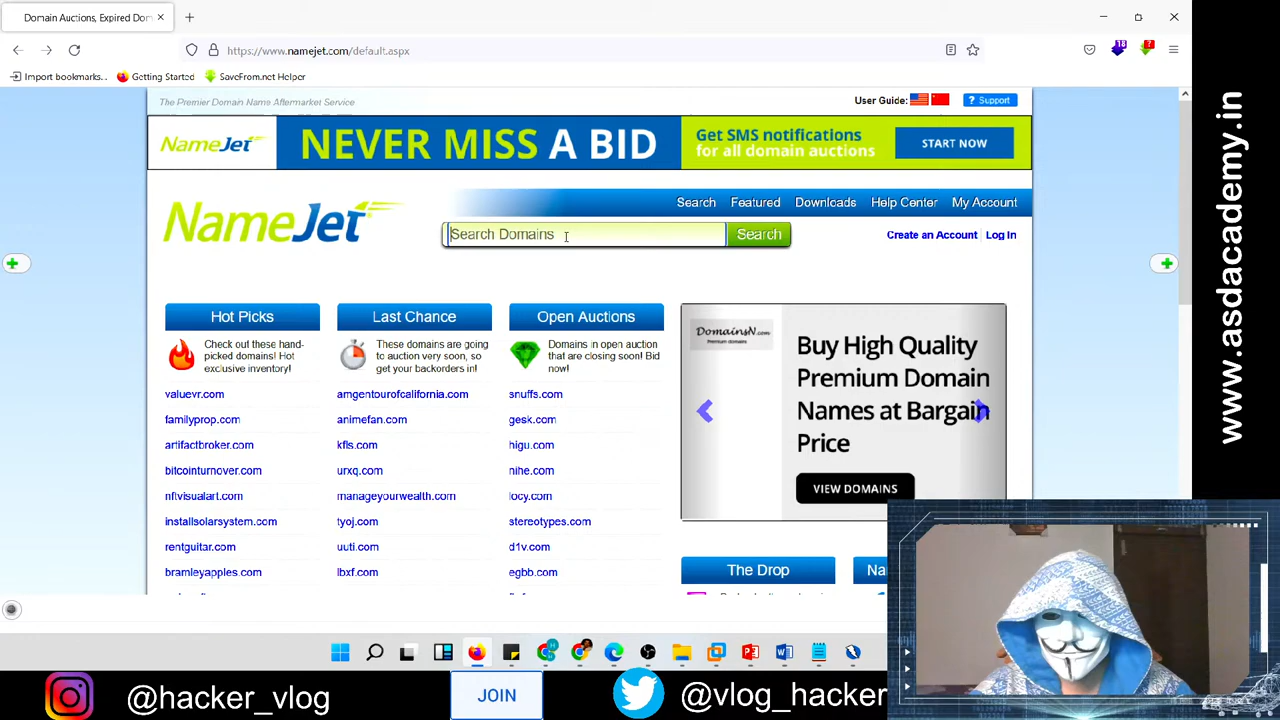 Domain Auctions, Expired Dom
https://www.namejet.com/default.aspx
18
?
Import bookmarks...
Getting Started
SaveFrom.net Helper
The Premier Domain Name Aftermarket Service
User Guide:
? Support
NAMEJET
NEVER MISS A BID
Get SMS notifications
for all domain auctions
START NOW
NAMEJET
Search
Featured
Downloads
Help Center
My Account
Search Domains
Search
Create an Account
Log In
Hot Picks
Check out these hand-
picked domains! Hot
exclusive inventory!
valuevr.com
familyprop.com
artifactbroker.com
bitcointurnover.com
nftvisualart.com
installsolarsystem.com
rentguitar.com
bramleyapples.com
Last Chance
These domains are going
to auction very soon, so
get your backorders in!
amgentourofcalifornia.com
animefan.com
kfls.com
urxq.com
manageyourwealth.com
tyoj.com
uuti.com
lbxf.com
Open Auctions
Domains in open auction
that are closing soon! Bid
now!
snuffs.com
gesk.com
higu.com
nihe.com
locy.com
stereotypes.com
d1v.com
egbb.com
DomainsN.com
Premium domains
Buy High Quality
Premium Domain
Names at Bargain
Price
VIEW DOMAINS
The Drop
Na
www.asdacademy.in
@hacker_vlog
JOIN
@vlog_hacker